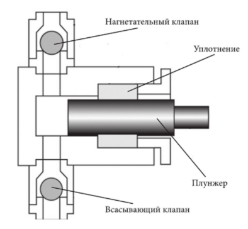 Нагнетательный клапан
Уплотнение
Плунжер
Всасывающий клапан